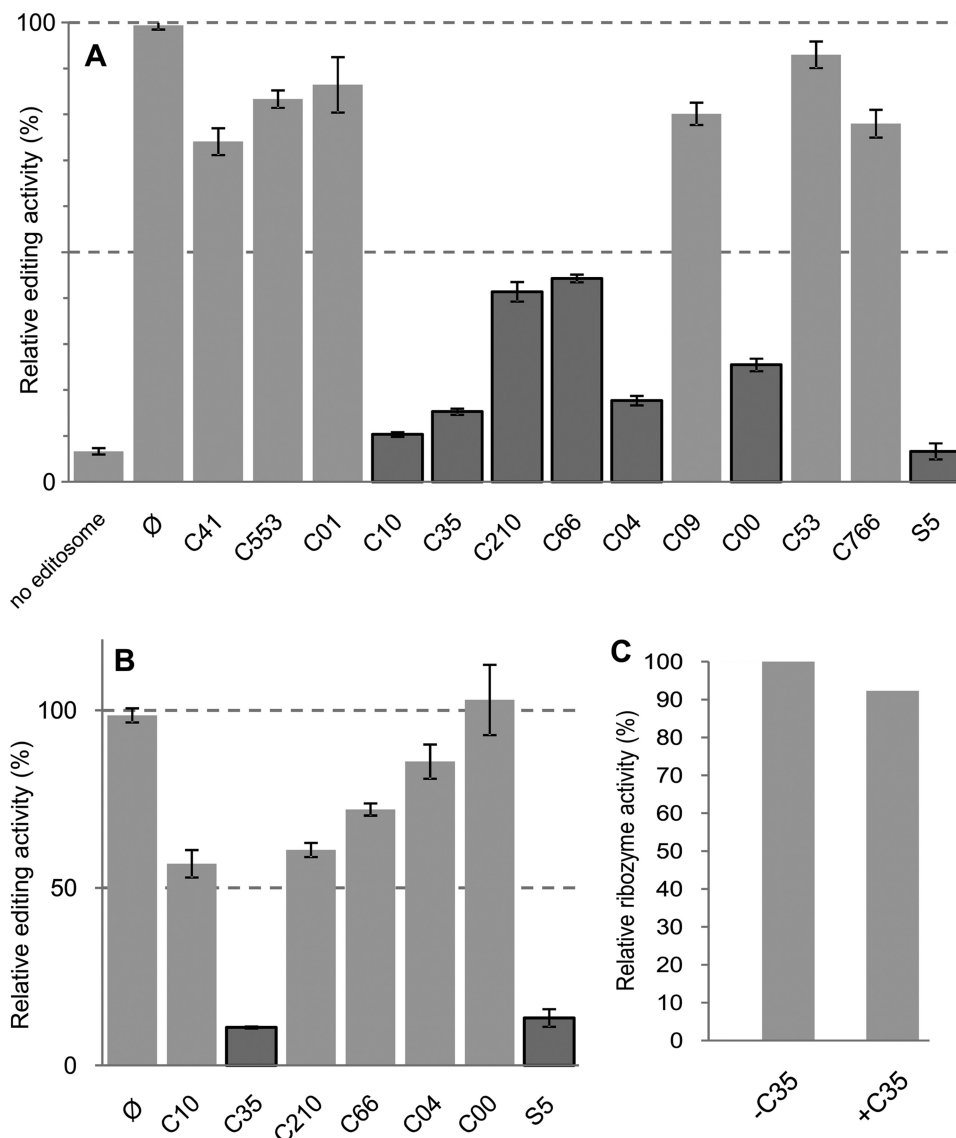 A
Relative editing activity (%)
100
0
no editosome
Ø
C41
C553
C01
C10
C35
C210
C66
C04
C09
C00
C53
C766
S5
B
Relative editing activity (%)
100
50
0
Ø
C10
C35
C210
C66
C04
C00
S5
C
Relative ribozyme activity (%)
100
90
80
70
60
50
40
30
20
10
0
-C35
+C35